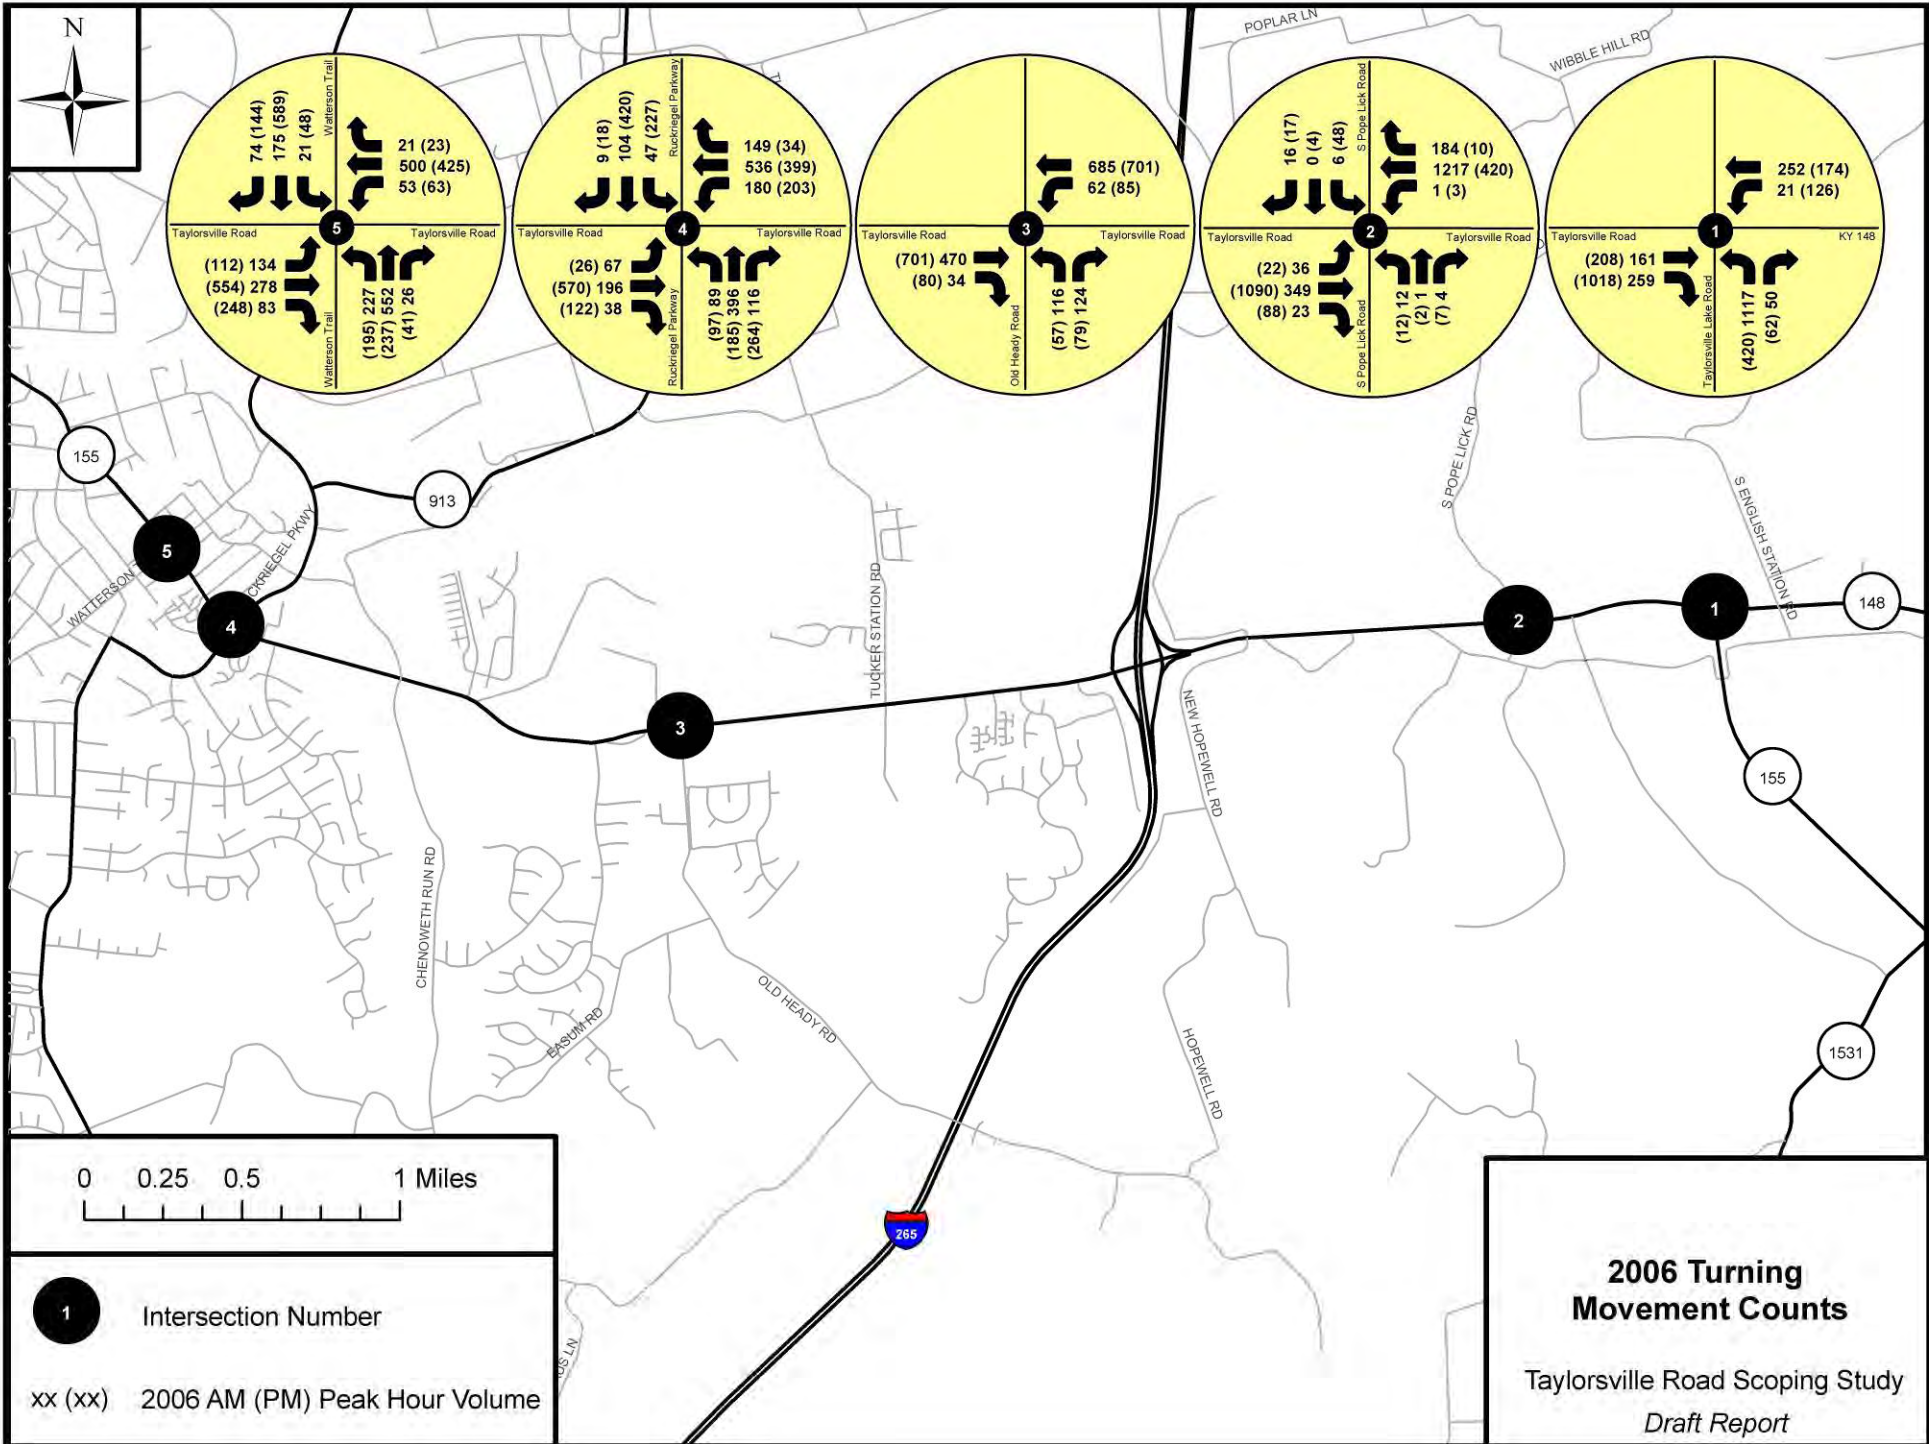 N
POPLAR LN
WIBBLE HILL RD
Watterson Trail
74 (144)
175 (589)
21 (48)
21 (23)
500 (425)
53 (63)
5
Taylorsville Road
Taylorsville Road
(112) 134
(554) 278
(248) 83
(195) 227
(237) 552
(41) 26
Watterson Trail
Ruckriegel Parkway
9 (18)
104 (420)
47 (227)
149 (34)
536 (399)
180 (203)
4
Taylorsville Road
Taylorsville Road
(26) 67
(570) 196
(122) 38
(97) 89
(185) 396
(264) 116
Ruckriegel Parkway
685 (701)
62 (85)
3
Taylorsville Road
Taylorsville Road
(701) 470
(80) 34
(57) 116
(79) 124
Old Heady Road
S Pope Lick Road
16 (17)
0 (4)
6 (48)
184 (10)
1217 (420)
1 (3)
2
Taylorsville Road
Taylorsville Road
(22) 36
(1090) 349
(88) 23
(12) 12
(2) 1
(7) 4
S Pope Lick Road
252 (174)
21 (126)
1
Taylorsville Road
KY 148
(208) 161
(1018) 259
(420) 1117
(62) 50
Taylorsville Lake Road
155
913
S POPE LICK RD
S ENGLISH STATION RD
5
WATTERSON
CKRIEGEL PKWY
4
TUCKER STATION RD
2
1
148
3
NEW HOPEWELL RD
155
CHENOWETH RUN RD
OLD HEADY RD
EASUM RD
HOPEWELL RD
1531
265
0 0.25 0.5 1 Miles
1 Intersection Number
xx (xx) 2006 AM (PM) Peak Hour Volume
2006 Turning
Movement Counts
Taylorsville Road Scoping Study
Draft Report